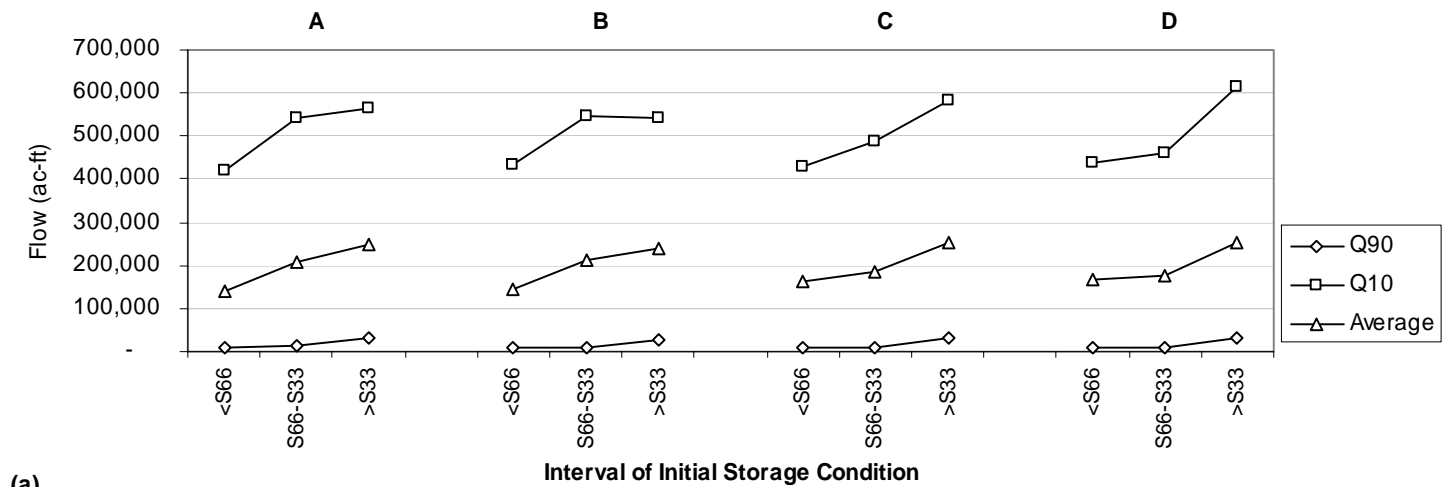 A B C D
700,000
600,000
500,000
400,000
300,000
200,000
100,000
-
Flow (ac-ft)
<S66 S66-S33 >S33 <S66 S66-S33 >S33 <S66 S66-S33 >S33 <S66 S66-S33 >S33
Interval of Initial Storage Condition
Q90
Q10
Average
(a)